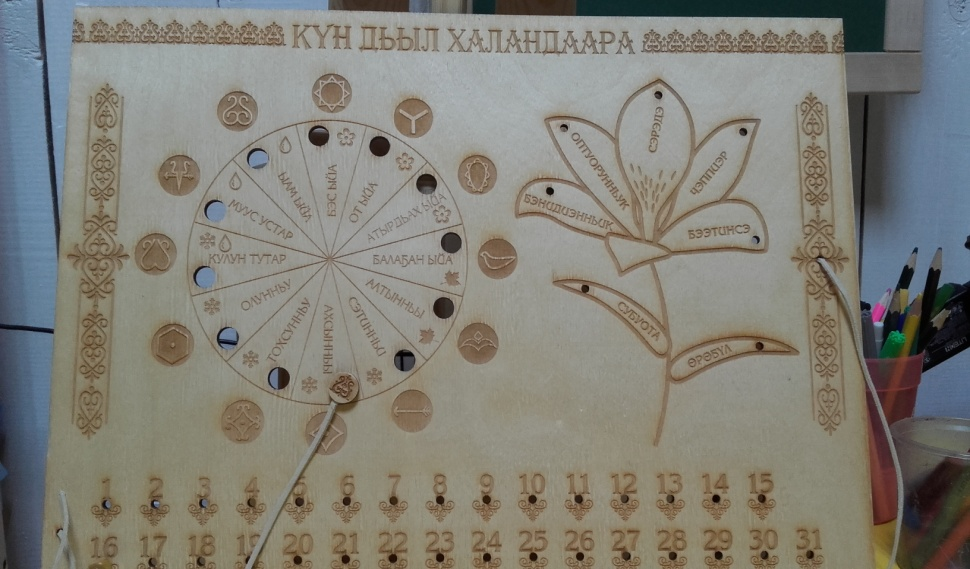 КҮН ДЬЫЛ ХАЛАНДААРА
БЭС ЫЙА
ОТ ЫЙА
АТЫРДЬАХ ЫЙА
БАЛАҔАН ЫЙА
АЛТЫННЬЫ
СЭТИННЬИ
АХСЫННЬЫ
ТОХСУННЬУ
ОЛУННЬУ
КУЛУН ТУТАР
МУУС УСТАР
ЫАМ ЫЙА
БЭНИДИЭННЬИК
ОПТУОРУННЬУК
СЭРЭДЭ
ЧЭППИЭР
БЭЭТИНСЭ
СУБУОТА
ӨРӨБҮЛ
1 2 3 4 5 6 7 8 9 10 11 12 13 14 15
16 17 18 19 20 21 22 23 24 25 26 27 28 29 30 31